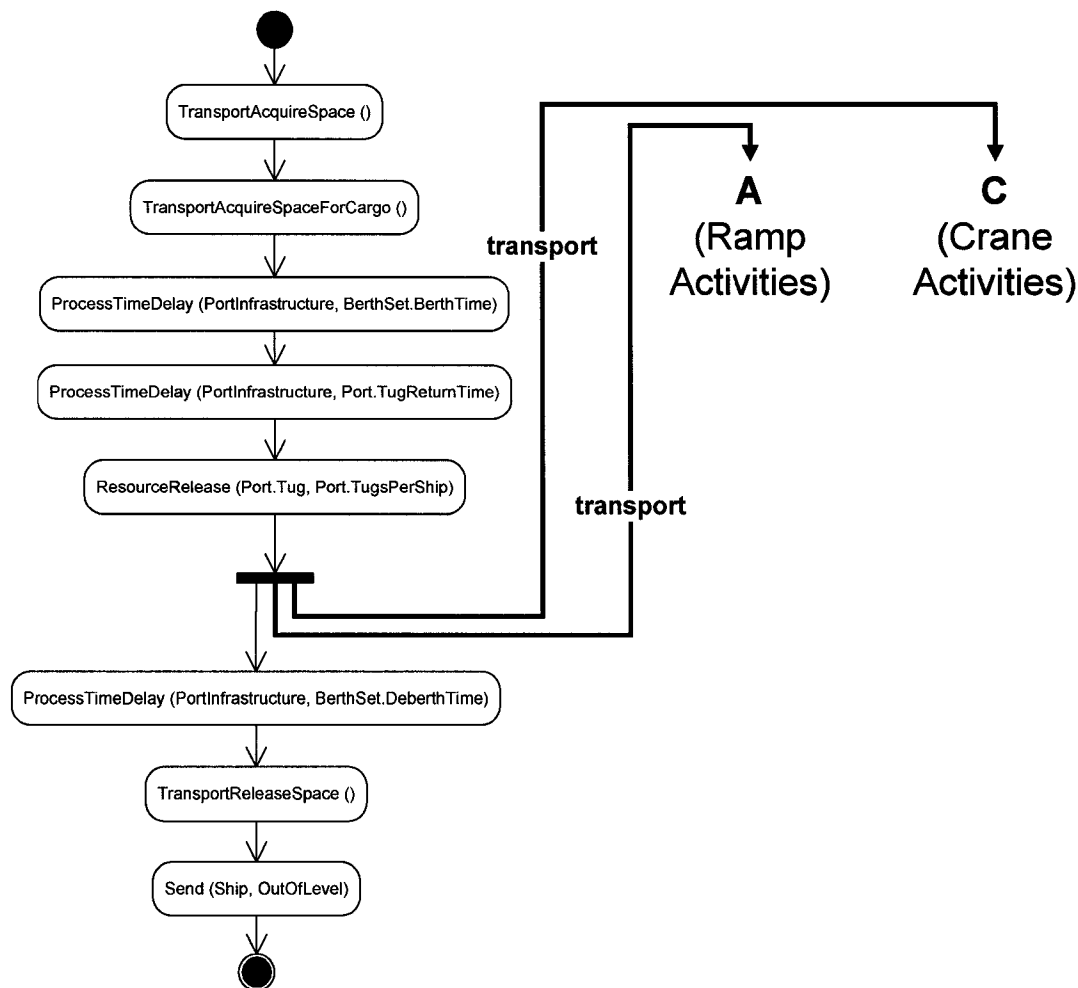 TransportAcquireSpace ()
TransportAcquireSpaceForCargo ()
ProcessTimeDelay (PortInfrastructure, BerthSet.BerthTime)
ProcessTimeDelay (PortInfrastructure, Port.TugReturnTime)
ResourceRelease (Port.Tug, Port.TugsPerShip)
ProcessTimeDelay (PortInfrastructure, BerthSet.DeberthTime)
TransportReleaseSpace ()
Send (Ship, OutOfLevel)
transport
transport
A
(Ramp
Activities)
C
(Crane
Activities)